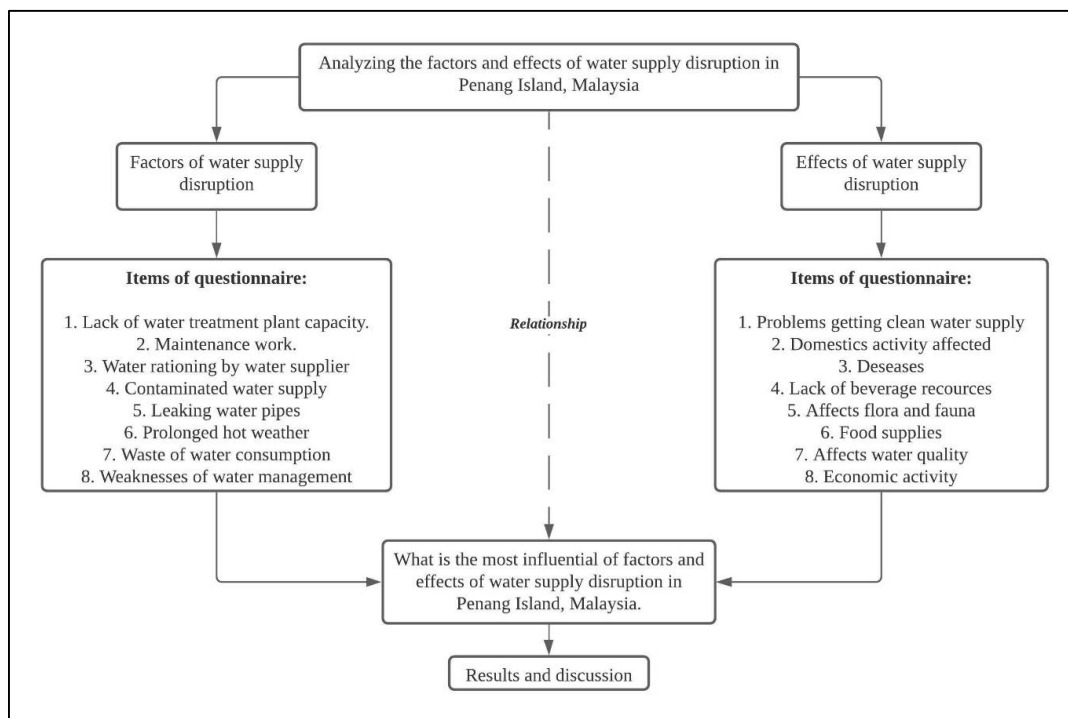 Analyzing the factors and effects of water supply disruption in
Penang Island, Malaysia
Factors of water supply
disruption
Effects of water supply
disruption
Items of questionnaire:
1. Lack of water treatment plant capacity.
2. Maintenance work.
3. Water rationing by water supplier
4. Contaminated water supply
5. Leaking water pipes
6. Prolonged hot weather
7. Waste of water consumption
8. Weaknesses of water management
Relationship
Items of questionnaire:
1. Problems getting clean water supply
2. Domestics activity affected
3. Deseases
4. Lack of beverage recources
5. Affects flora and fauna
6. Food supplies
7. Affects water quality
8. Economic activity
What is the most influential of factors and
effects of water supply disruption in
Penang Island, Malaysia.
Results and discussion